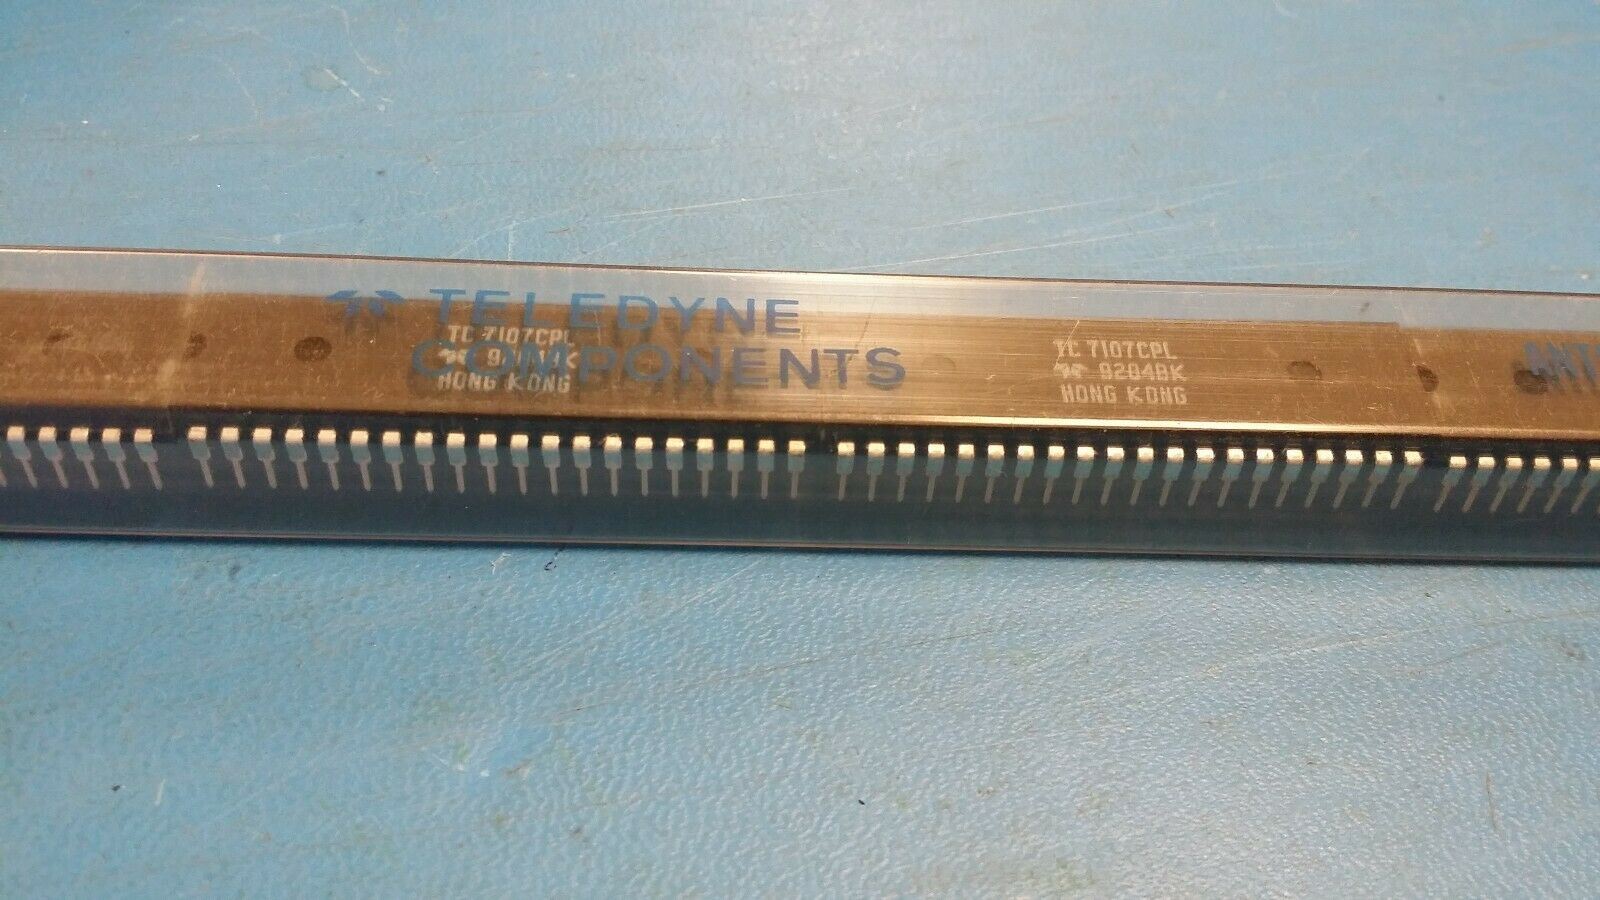 TELEDYNE
COMPONENTS
TC 7107CPL
HONG KONG
TC 7107CPL
9204BK
HONG KONG